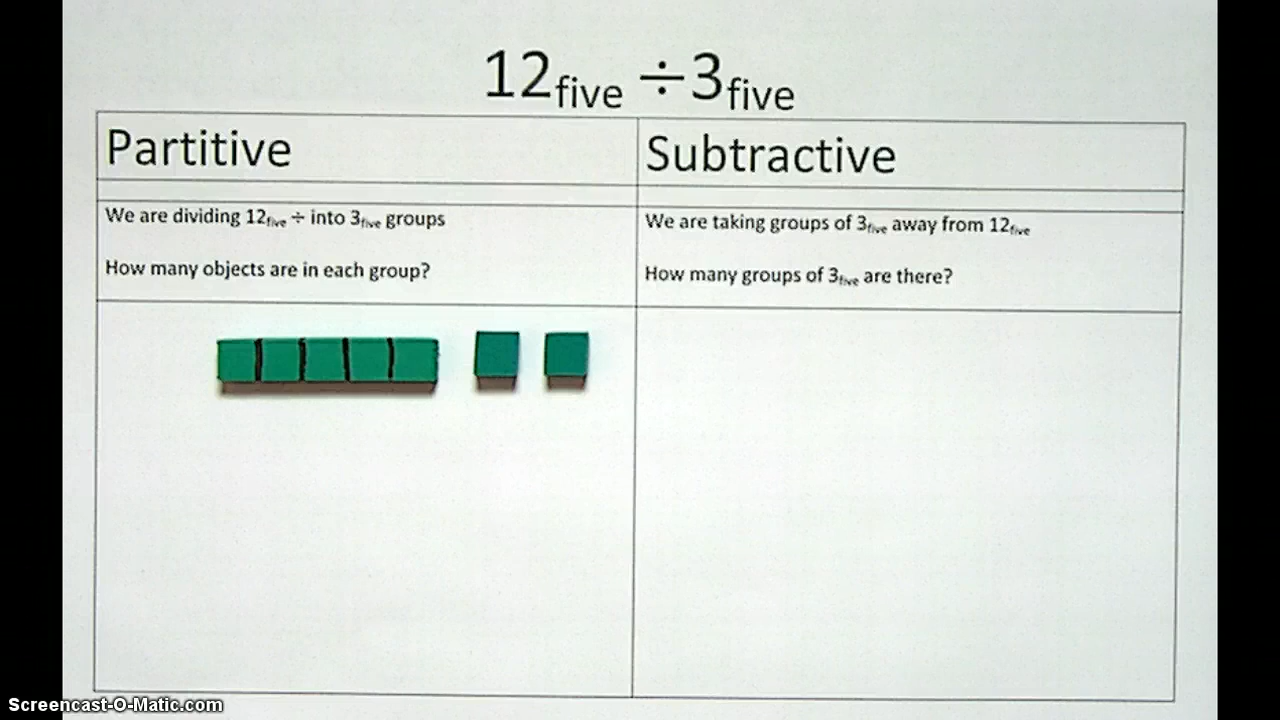 12five ÷3five
Partitive
Subtractive
We are dividing 12five ÷ into 3five groups
How many objects are in each group?
We are taking groups of 3five away from 12five
How many groups of 3five are there?
Screencast-O-Matic.com